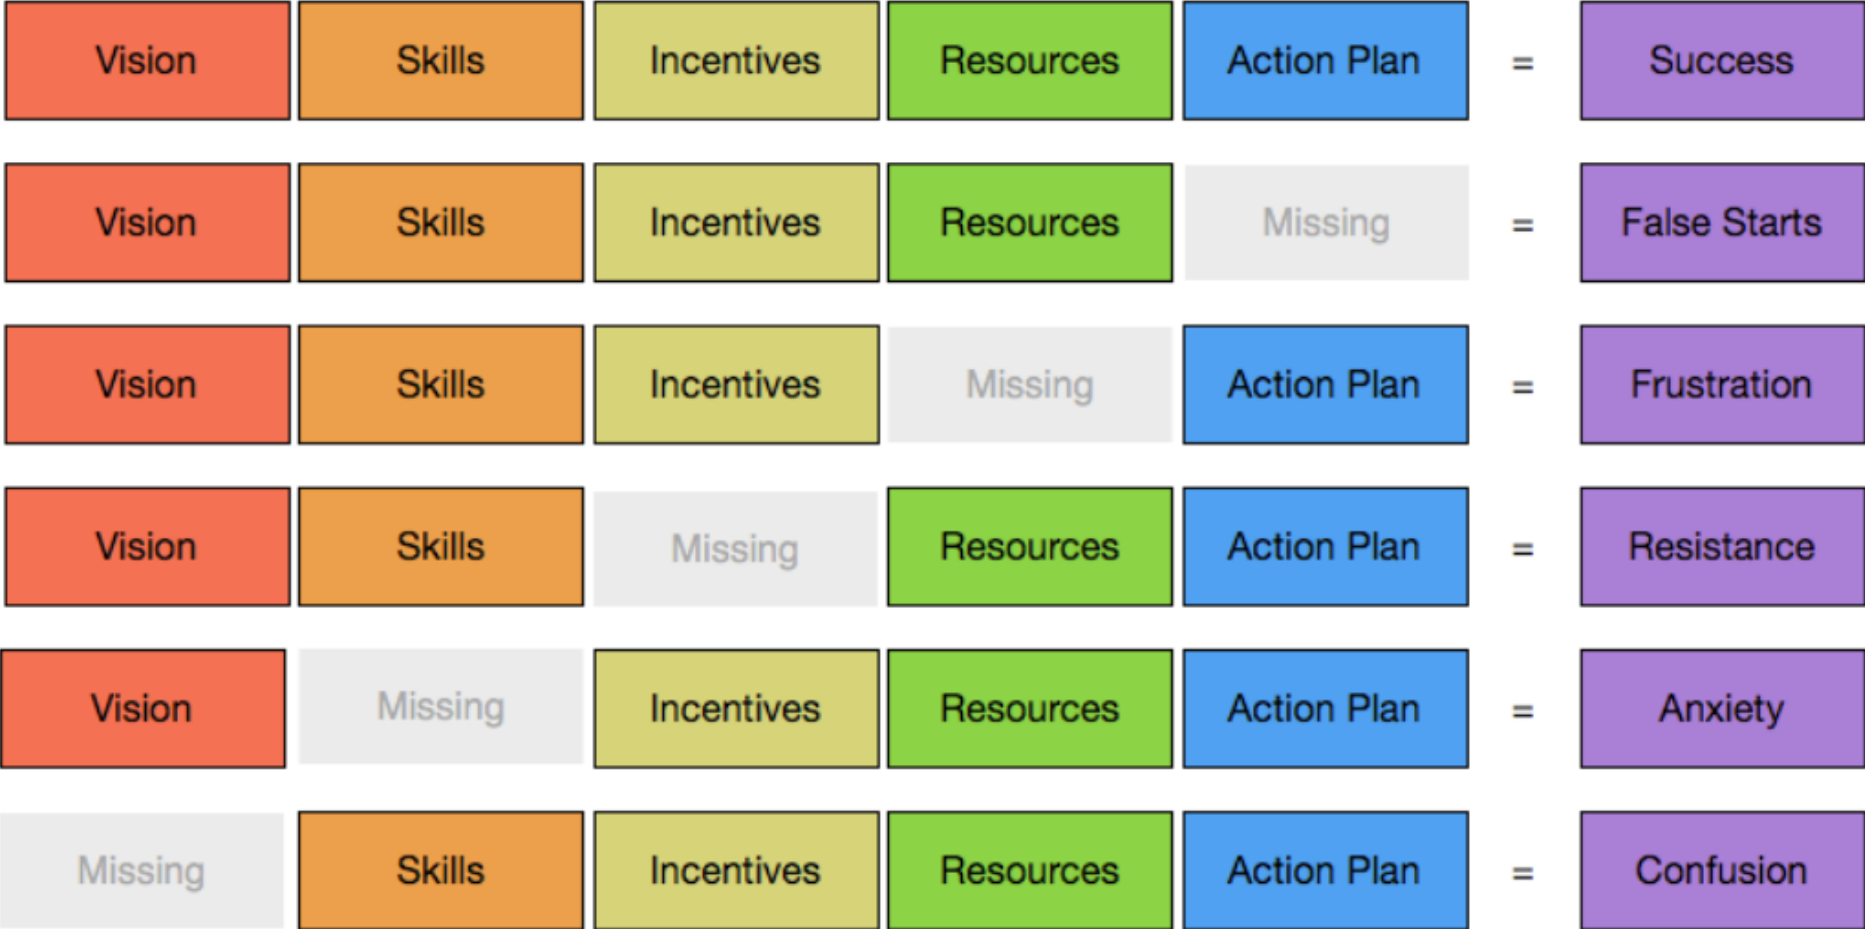 Vision Skills Incentives Resources Action Plan = Success
Vision Skills Incentives Resources Missing = False Starts
Vision Skills Incentives Missing Action Plan = Frustration
Vision Skills Missing Resources Action Plan = Resistance
Vision Missing Incentives Resources Action Plan = Anxiety
Missing Skills Incentives Resources Action Plan = Confusion